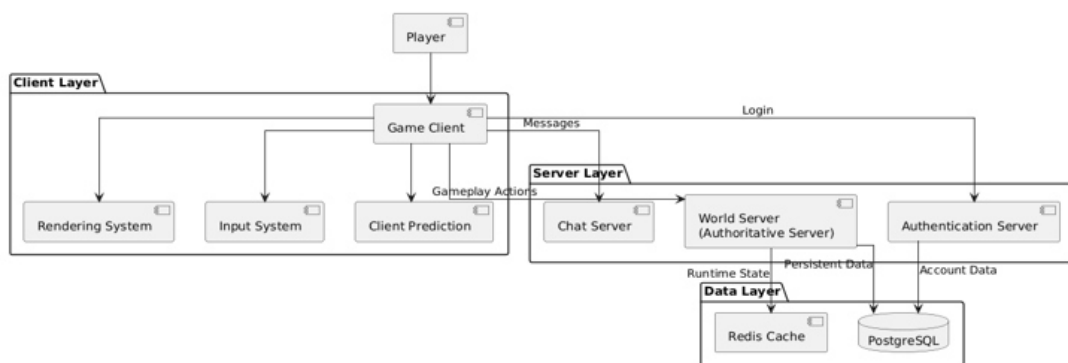 Player
Client Layer
Game Client
Login
Messages
Server Layer
Gameplay Actions
Rendering System
Input System
Client Prediction
Chat Server
World Server
(Authoritative Server)
Authentication Server
Runtime State
Persistent Data
Account Data
Data Layer
Redis Cache
PostgreSQL